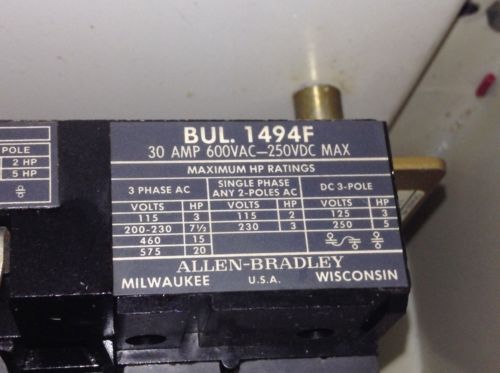 BUL. 1494F
30 AMP 600VAC—250VDC MAX
MAXIMUM HP RATINGS
3 PHASE AC
VOLTS HP
115 3
200-230 7½
460 15
575 20
SINGLE PHASE
ANY 2-POLES AC
VOLTS HP
115 2
230 3
DC 3-POLE
VOLTS HP
125 3
250 5
ALLEN-BRADLEY
MILWAUKEE U.S.A. WISCONSIN
POLE
2 HP
5 HP